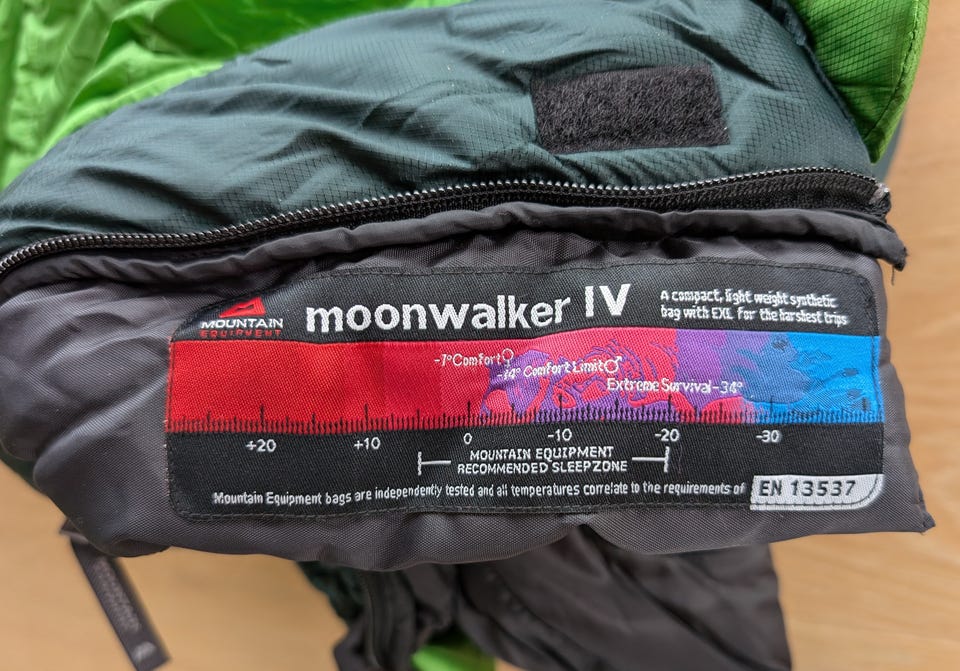 MOUNTAIN
EQUIPMENT
moonwalker IV
A compact, light weight synthetic
bag with EXL for the harshest trips
-7° Comfort♀
-14° Comfort Limit♂
Extreme Survival -34°
+20 +10 0 -10 -20 -30
MOUNTAIN EQUIPMENT
RECOMMENDED SLEEPZONE
Mountain Equipment bags are independently tested and all temperatures correlate to the requirements of EN 13537